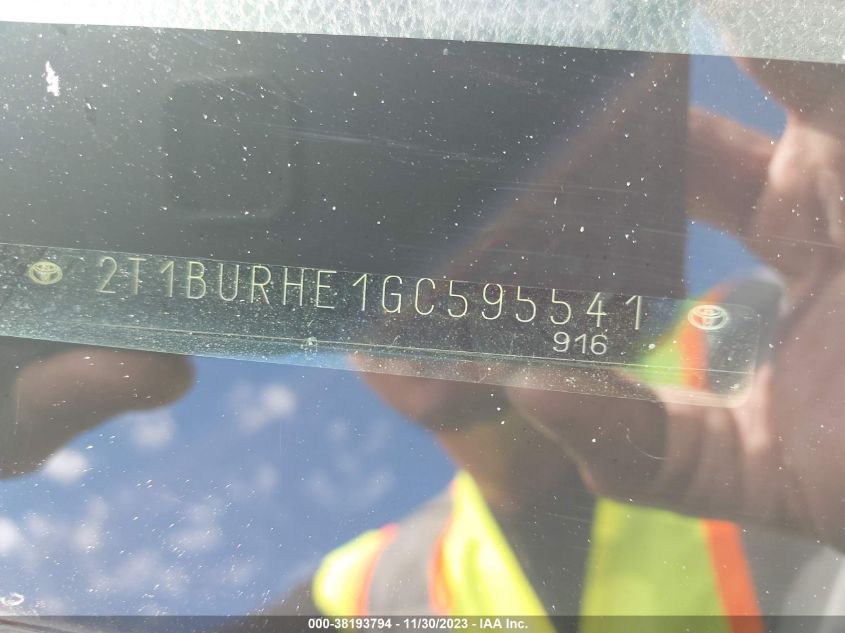 2T1BURHE1GC595541
916
000-38193794 - 11/30/2023 - IAA Inc.